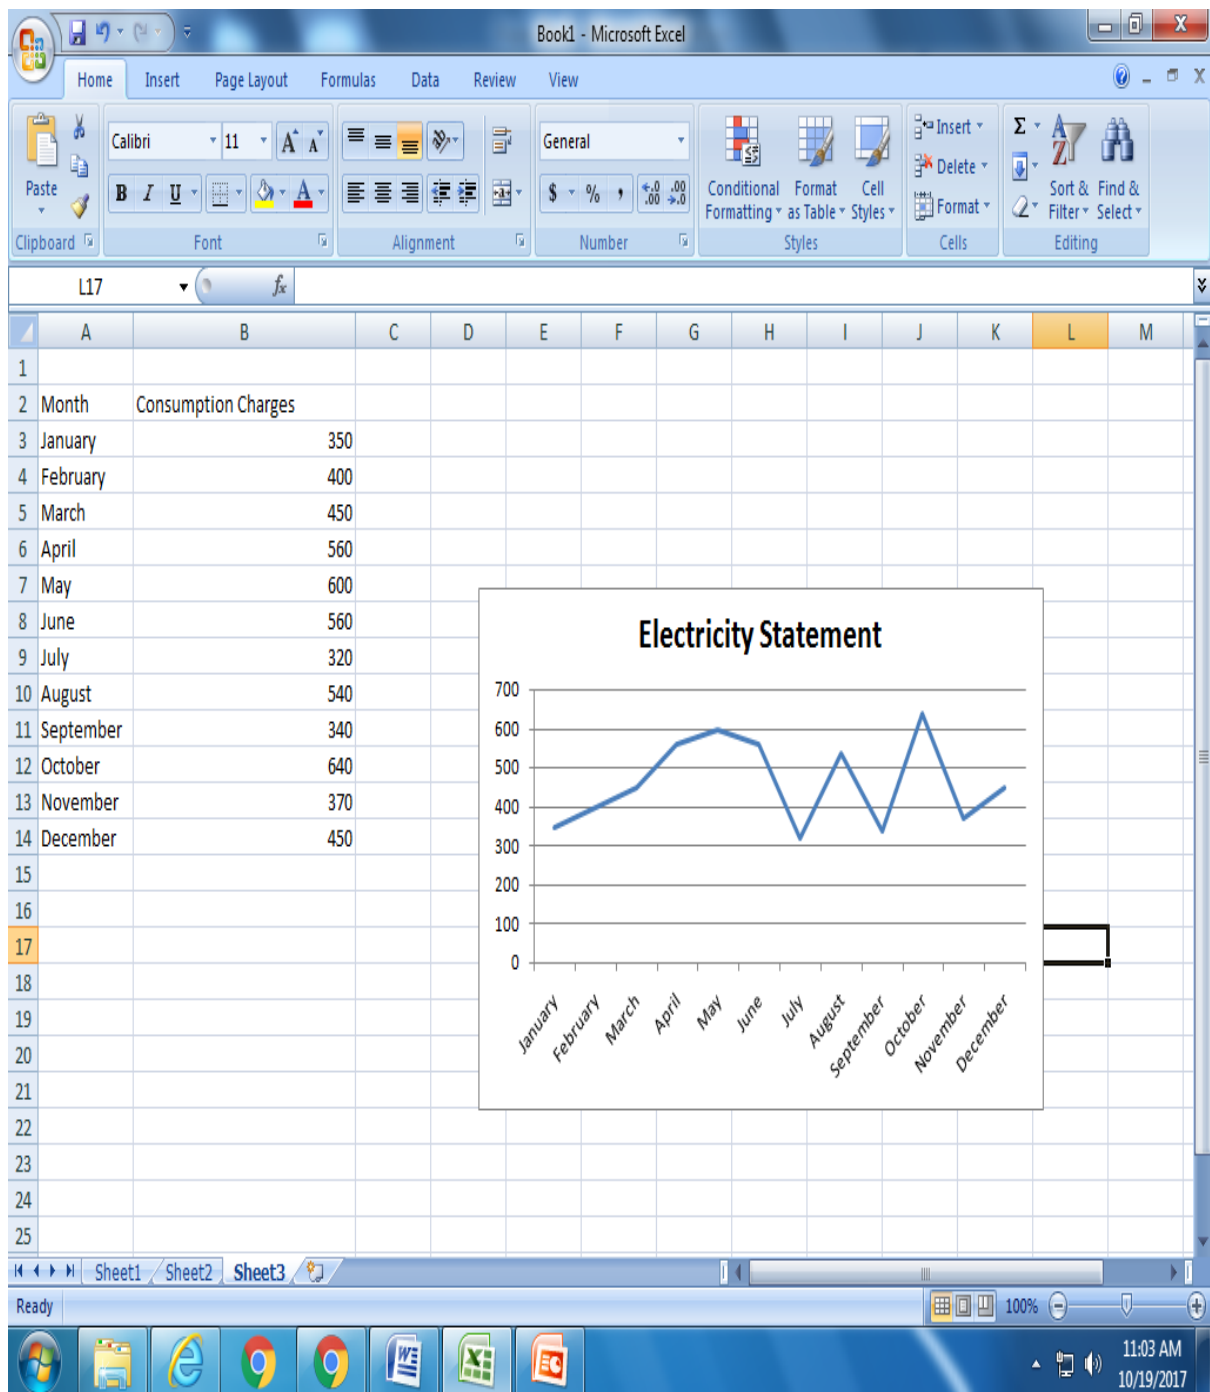 Book1 - Microsoft Excel
Home Insert Page Layout Formulas Data Review View
Paste
Clipboard
Calibri 11 A A
B I U A
Font
Alignment
General
$ % , .0 .00 .00 .0
Number
Conditional Formatting Format as Table Cell Styles
Styles
Insert
Delete
Format
Cells
Σ
Sort & Filter Find & Select
Editing
L17 fx
A B C D E F G H I J K L M
1
2 Month Consumption Charges
3 January 350
4 February 400
5 March 450
6 April 560
7 May 600
8 June 560
9 July 320
10 August 540
11 September 340
12 October 640
13 November 370
14 December 450
15
16
17
18
19
20
21
22
23
24
25
Electricity Statement
700
600
500
400
300
200
100
0
January February March April May June July August September October November December
Sheet1 Sheet2 Sheet3
Ready 100%
11:03 AM
10/19/2017